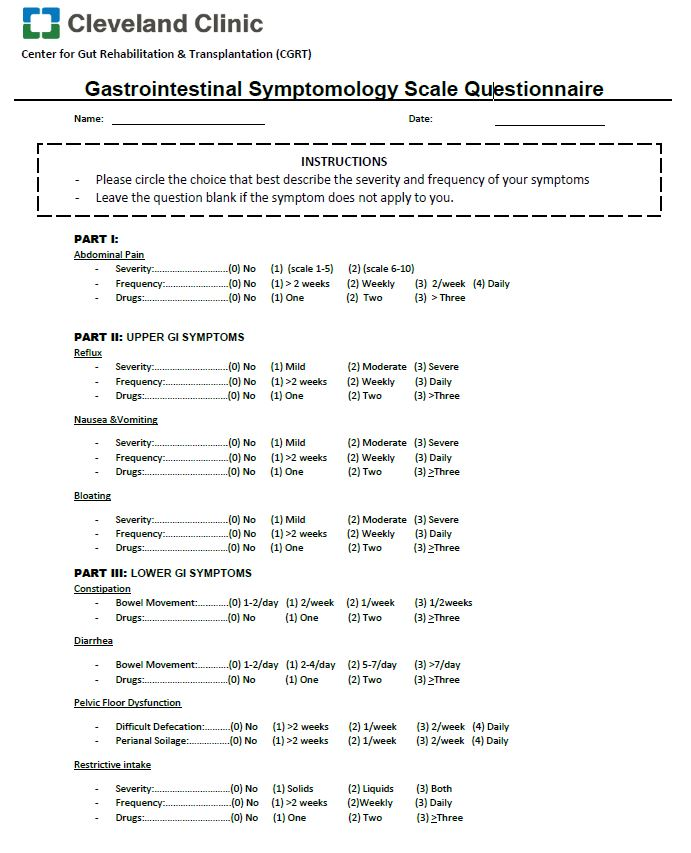 Cleveland Clinic
Center for Gut Rehabilitation & Transplantation (CGRT)
Gastrointestinal Symptomology Scale Questionnaire
Name: ____________________ Date: ____________________
INSTRUCTIONS
- Please circle the choice that best describe the severity and frequency of your symptoms
- Leave the question blank if the symptom does not apply to you.
PART I:
Abdominal Pain
- Severity:............................(0) No (1) (scale 1-5) (2) (scale 6-10)
- Frequency:........................(0) No (1) > 2 weeks (2) Weekly (3) 2/week (4) Daily
- Drugs:................................(0) No (1) One (2) Two (3) > Three
PART II: UPPER GI SYMPTOMS
Reflux
- Severity:............................(0) No (1) Mild (2) Moderate (3) Severe
- Frequency:........................(0) No (1) >2 weeks (2) Weekly (3) Daily
- Drugs:................................(0) No (1) One (2) Two (3) >Three
Nausea &Vomiting
- Severity:............................(0) No (1) Mild (2) Moderate (3) Severe
- Frequency:........................(0) No (1) >2 weeks (2) Weekly (3) Daily
- Drugs:................................(0) No (1) One (2) Two (3) ≥Three
Bloating
- Severity:............................(0) No (1) Mild (2) Moderate (3) Severe
- Frequency:........................(0) No (1) >2 weeks (2) Weekly (3) Daily
- Drugs:................................(0) No (1) One (2) Two (3) ≥Three
PART III: LOWER GI SYMPTOMS
Constipation
- Bowel Movement:............(0) 1-2/day (1) 2/week (2) 1/week (3) 1/2weeks
- Drugs:................................(0) No (1) One (2) Two (3) ≥Three
Diarrhea
- Bowel Movement:............(0) 1-2/day (1) 2-4/day (2) 5-7/day (3) >7/day
- Drugs:................................(0) No (1) One (2) Two (3) ≥Three
Pelvic Floor Dysfunction
- Difficult Defecation:..........(0) No (1) >2 weeks (2) 1/week (3) 2/week (4) Daily
- Perianal Soilage:................(0) No (1) >2 weeks (2) 1/week (3) 2/week (4) Daily
Restrictive intake
- Severity:............................(0) No (1) Solids (2) Liquids (3) Both
- Frequency:........................(0) No (1) >2 weeks (2)Weekly (3) Daily
- Drugs:................................(0) No (1) One (2) Two (3) ≥Three